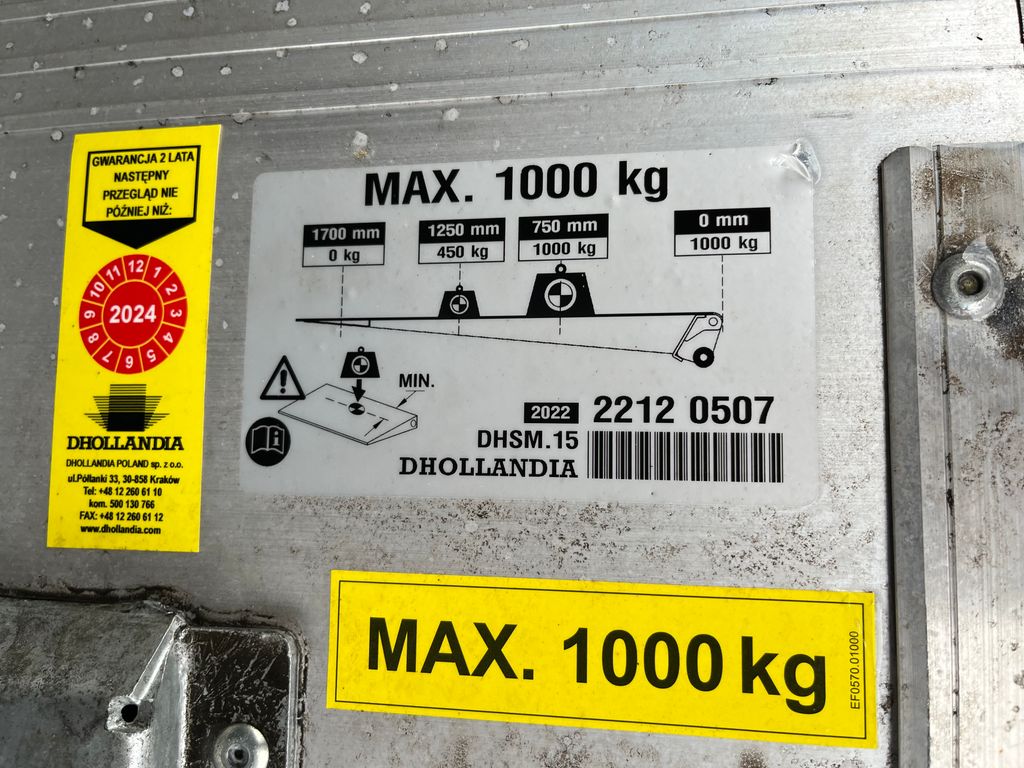 GWARANCJA 2 LATA
NASTĘPNY
PRZEGLĄD NIE
PÓŹNIEJ NIŻ:
12 1 2 3 4 5 6 7 8 9 10 11
2024
DHOLLANDIA
DHOLLANDIA POLAND sp. z o.o.
ul.Półłanki 33, 30-858 Kraków
Tel: +48 12 260 61 10
kom. 500 130 766
FAX: +48 12 260 61 12
www.dhollandia.com
MAX. 1000 kg
1700 mm 1250 mm 750 mm 0 mm
0 kg 450 kg 1000 kg 1000 kg
MIN.
2022 2212 0507
DHSM.15
DHOLLANDIA
MAX. 1000 kg
EF0570.01000